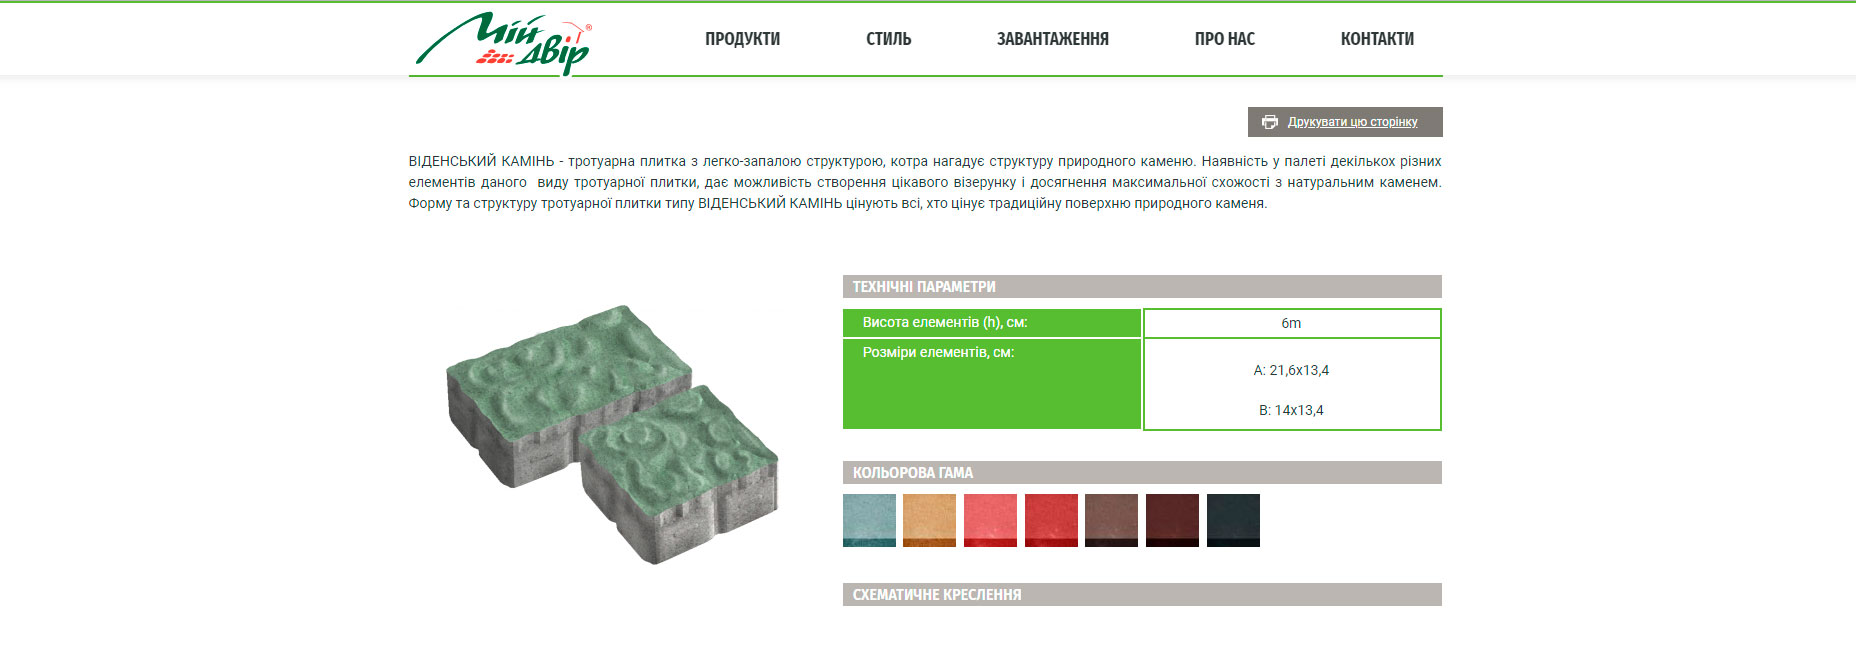 Мій двір ®
ПРОДУКТИ СТИЛЬ ЗАВАНТАЖЕННЯ ПРО НАС КОНТАКТИ
Друкувати цю сторінку
ВІДЕНСЬКИЙ КАМІНЬ - тротуарна плитка з легко-запалою структурою, котра нагадує структуру природного каменю. Наявність у палеті декількох різних
елементів даного виду тротуарної плитки, дає можливість створення цікавого візерунку і досягнення максимальної схожості з натуральним каменем.
Форму та структуру тротуарної плитки типу ВІДЕНСЬКИЙ КАМІНЬ цінують всі, хто цінує традиційну поверхню природного каменя.
ТЕХНІЧНІ ПАРАМЕТРИ
Висота елементів (h), см: 6m
Розміри елементів, см:
A: 21,6x13,4
B: 14x13,4
КОЛЬОРОВА ГАМА
СХЕМАТИЧНЕ КРЕСЛЕННЯ